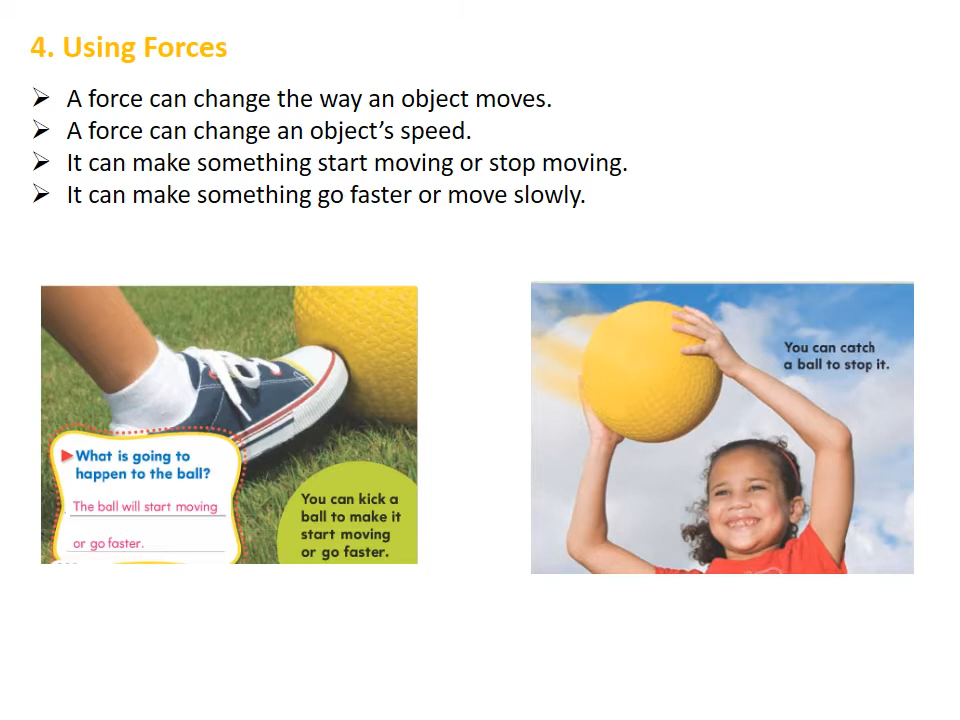 4. Using Forces
➢ A force can change the way an object moves.
➢ A force can change an object’s speed.
➢ It can make something start moving or stop moving.
➢ It can make something go faster or move slowly.
What is going to
happen to the ball?
The ball will start moving
or go faster.
You can kick a
ball to make it
start moving
or go faster.
You can catch
a ball to stop it.